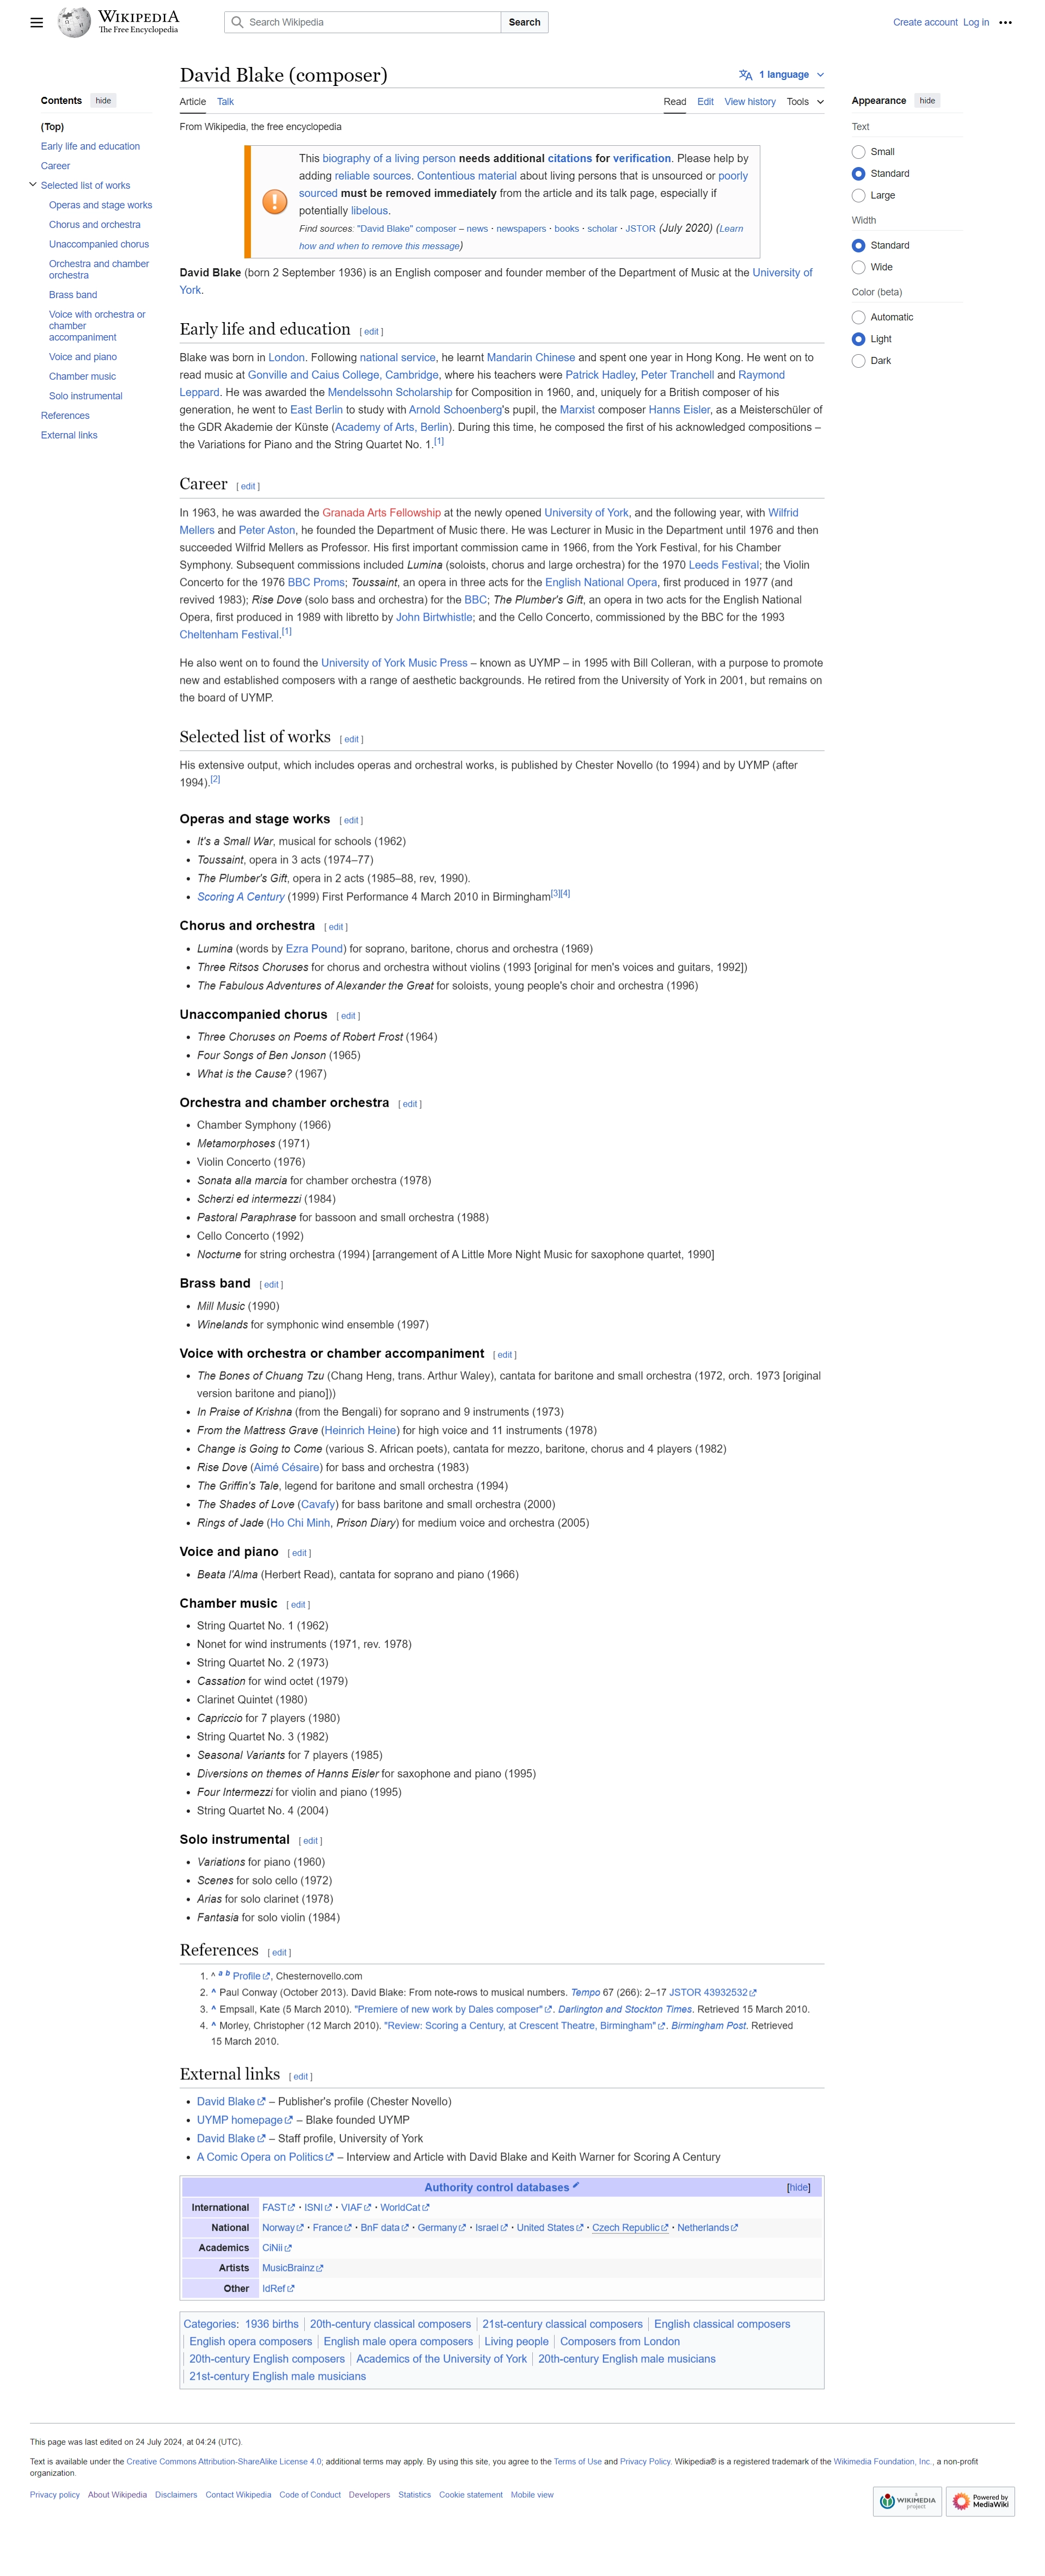 WIKIPEDIA
The Free Encyclopedia
Search Wikipedia
Search
Create account Log in
Contents hide
(Top)
Early life and education
Career
Selected list of works
Operas and stage works
Chorus and orchestra
Unaccompanied chorus
Orchestra and chamber
orchestra
Brass band
Voice with orchestra or
chamber
accompaniment
Voice and piano
Chamber music
Solo instrumental
References
External links
David Blake (composer)
1 language
Article Talk
Read Edit View history Tools
From Wikipedia, the free encyclopedia
This biography of a living person needs additional citations for verification. Please help by
adding reliable sources. Contentious material about living persons that is unsourced or poorly
sourced must be removed immediately from the article and its talk page, especially if
potentially libelous.
Find sources: "David Blake" composer – news · newspapers · books · scholar · JSTOR (July 2020) (Learn
how and when to remove this message)
David Blake (born 2 September 1936) is an English composer and founder member of the Department of Music at the University of
York.
Early life and education [ edit ]
Blake was born in London. Following national service, he learnt Mandarin Chinese and spent one year in Hong Kong. He went on to
read music at Gonville and Caius College, Cambridge, where his teachers were Patrick Hadley, Peter Tranchell and Raymond
Leppard. He was awarded the Mendelssohn Scholarship for Composition in 1960, and, uniquely for a British composer of his
generation, he went to East Berlin to study with Arnold Schoenberg's pupil, the Marxist composer Hanns Eisler, as a Meisterschüler of
the GDR Akademie der Künste (Academy of Arts, Berlin). During this time, he composed the first of his acknowledged compositions –
the Variations for Piano and the String Quartet No. 1.[1]
Career [ edit ]
In 1963, he was awarded the Granada Arts Fellowship at the newly opened University of York, and the following year, with Wilfrid
Mellers and Peter Aston, he founded the Department of Music there. He was Lecturer in Music in the Department until 1976 and then
succeeded Wilfrid Mellers as Professor. His first important commission came in 1966, from the York Festival, for his Chamber
Symphony. Subsequent commissions included Lumina (soloists, chorus and large orchestra) for the 1970 Leeds Festival; the Violin
Concerto for the 1976 BBC Proms; Toussaint, an opera in three acts for the English National Opera, first produced in 1977 (and
revised 1983); Rise Dove (solo bass and orchestra) for the BBC; The Plumber's Gift, an opera in two acts for the English National
Opera, first produced in 1989 with libretto by John Birtwhistle; and the Cello Concerto, commissioned by the BBC for the 1993
Cheltenham Festival.[1]
He also went on to found the University of York Music Press – known as UYMP – in 1995 with Bill Colleran, with a purpose to promote
new and established composers with a range of aesthetic backgrounds. He retired from the University of York in 2001, but remains on
the board of UYMP.
Selected list of works [ edit ]
His extensive output, which includes operas and orchestral works, is published by Chester Novello (to 1994) and by UYMP (after
1994).[2]
Operas and stage works [ edit ]
• It's a Small War, musical for schools (1962)
• Toussaint, opera in 3 acts (1974–77)
• The Plumber's Gift, opera in 2 acts (1985–88, rev, 1990).
• Scoring A Century (1999) First Performance 4 March 2010 in Birmingham[3][4]
Chorus and orchestra [ edit ]
• Lumina (words by Ezra Pound) for soprano, baritone, chorus and orchestra (1969)
• Three Ritsos Choruses for chorus and orchestra without violins (1993 [original for men's voices and guitars, 1992])
• The Fabulous Adventures of Alexander the Great for soloists, young people's choir and orchestra (1996)
Unaccompanied chorus [ edit ]
• Three Choruses on Poems of Robert Frost (1964)
• Four Songs of Ben Jonson (1965)
• What is the Cause? (1967)
Orchestra and chamber orchestra [ edit ]
• Chamber Symphony (1966)
• Metamorphoses (1971)
• Violin Concerto (1976)
• Sonata alla marcia for chamber orchestra (1978)
• Scherzi ed intermezzi (1984)
• Pastoral Paraphrase for bassoon and small orchestra (1988)
• Cello Concerto (1992)
• Nocturne for string orchestra (1994) [arrangement of A Little More Night Music for saxophone quartet, 1990]
Brass band [ edit ]
• Mill Music (1990)
• Winelands for symphonic wind ensemble (1997)
Voice with orchestra or chamber accompaniment [ edit ]
• The Bones of Chuang Tzu (Chang Heng, trans. Arthur Waley), cantata for baritone and small orchestra (1972, orch. 1973 [original
version baritone and piano]))
• In Praise of Krishna (from the Bengali) for soprano and 9 instruments (1973)
• From the Mattress Grave (Heinrich Heine) for high voice and 11 instruments (1978)
• Change is Going to Come (various S. African poets), cantata for mezzo, baritone, chorus and 4 players (1982)
• Rise Dove (Aimé Césaire) for bass and orchestra (1983)
• The Griffin's Tale, legend for baritone and small orchestra (1994)
• The Shades of Love (Cavafy) for bass baritone and small orchestra (2000)
• Rings of Jade (Ho Chi Minh, Prison Diary) for medium voice and orchestra (2005)
Voice and piano [ edit ]
• Beata l'Alma (Herbert Read), cantata for soprano and piano (1966)
Chamber music [ edit ]
• String Quartet No. 1 (1962)
• Nonet for wind instruments (1971, rev. 1978)
• String Quartet No. 2 (1973)
• Cassation for wind octet (1979)
• Clarinet Quintet (1980)
• Capriccio for 7 players (1980)
• String Quartet No. 3 (1982)
• Seasonal Variants for 7 players (1985)
• Diversions on themes of Hanns Eisler for saxophone and piano (1995)
• Four Intermezzi for violin and piano (1995)
• String Quartet No. 4 (2004)
Solo instrumental [ edit ]
• Variations for piano (1960)
• Scenes for solo cello (1972)
• Arias for solo clarinet (1978)
• Fantasia for solo violin (1984)
References [ edit ]
1. ^ a b Profile, Chesternovello.com
2. ^ Paul Conway (October 2013). David Blake: From note-rows to musical numbers. Tempo 67 (266): 2–17 JSTOR 43932532
3. ^ Empsall, Kate (5 March 2010). "Premiere of new work by Dales composer". Darlington and Stockton Times. Retrieved 15 March 2010.
4. ^ Morley, Christopher (12 March 2010). "Review: Scoring a Century, at Crescent Theatre, Birmingham". Birmingham Post. Retrieved
15 March 2010.
External links [ edit ]
• David Blake – Publisher's profile (Chester Novello)
• UYMP homepage – Blake founded UYMP
• David Blake – Staff profile, University of York
• A Comic Opera on Politics – Interview and Article with David Blake and Keith Warner for Scoring A Century
Authority control databases [hide]
International FAST · ISNI · VIAF · WorldCat
National Norway · France · BnF data · Germany · Israel · United States · Czech Republic · Netherlands
Academics CiNii
Artists MusicBrainz
Other IdRef
Categories: 1936 births | 20th-century classical composers | 21st-century classical composers | English classical composers
| English opera composers | English male opera composers | Living people | Composers from London
| 20th-century English composers | Academics of the University of York | 20th-century English male musicians
| 21st-century English male musicians
Appearance hide
Text
Small
Standard
Large
Width
Standard
Wide
Color (beta)
Automatic
Light
Dark
This page was last edited on 24 July 2024, at 04:24 (UTC).
Text is available under the Creative Commons Attribution-ShareAlike License 4.0; additional terms may apply. By using this site, you agree to the Terms of Use and Privacy Policy. Wikipedia® is a registered trademark of the Wikimedia Foundation, Inc., a non-profit
organization.
Privacy policy About Wikipedia Disclaimers Contact Wikipedia Code of Conduct Developers Statistics Cookie statement Mobile view
A
WIKIMEDIA
project
Powered by
MediaWiki